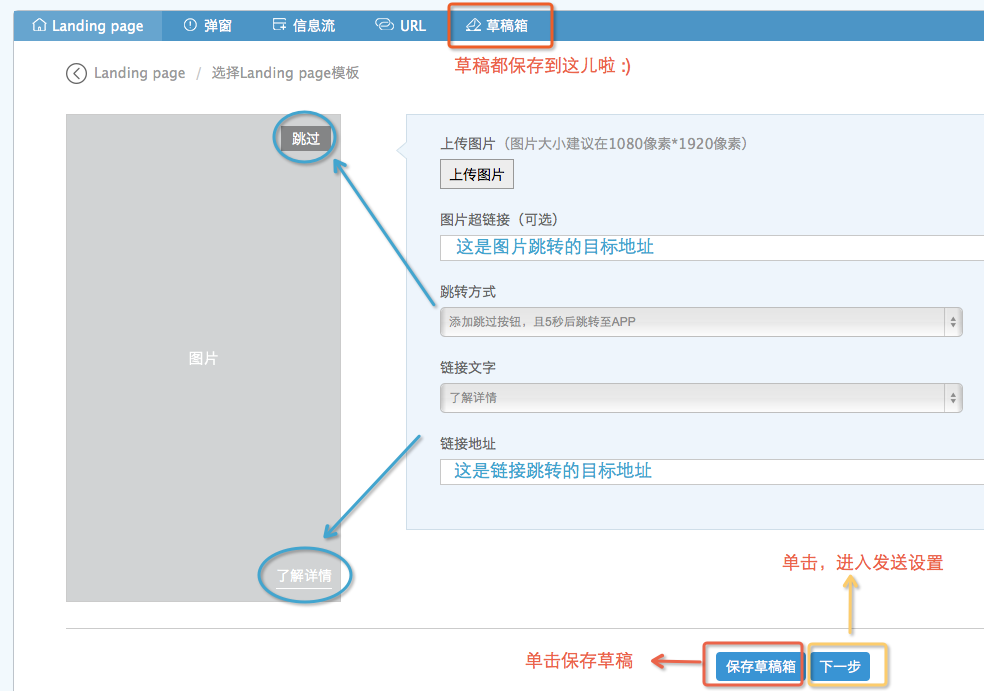 Landing page 弹窗 信息流 URL 草稿箱
草稿都保存到这儿啦 :)
Landing page / 选择Landing page模板
跳过
上传图片（图片大小建议在1080像素*1920像素）
上传图片
图片超链接（可选）
这是图片跳转的目标地址
跳转方式
添加跳过按钮，且5秒后跳转至APP
图片
链接文字
了解详情
链接地址
这是链接跳转的目标地址
了解详情
单击，进入发送设置
单击保存草稿
保存草稿箱 下一步